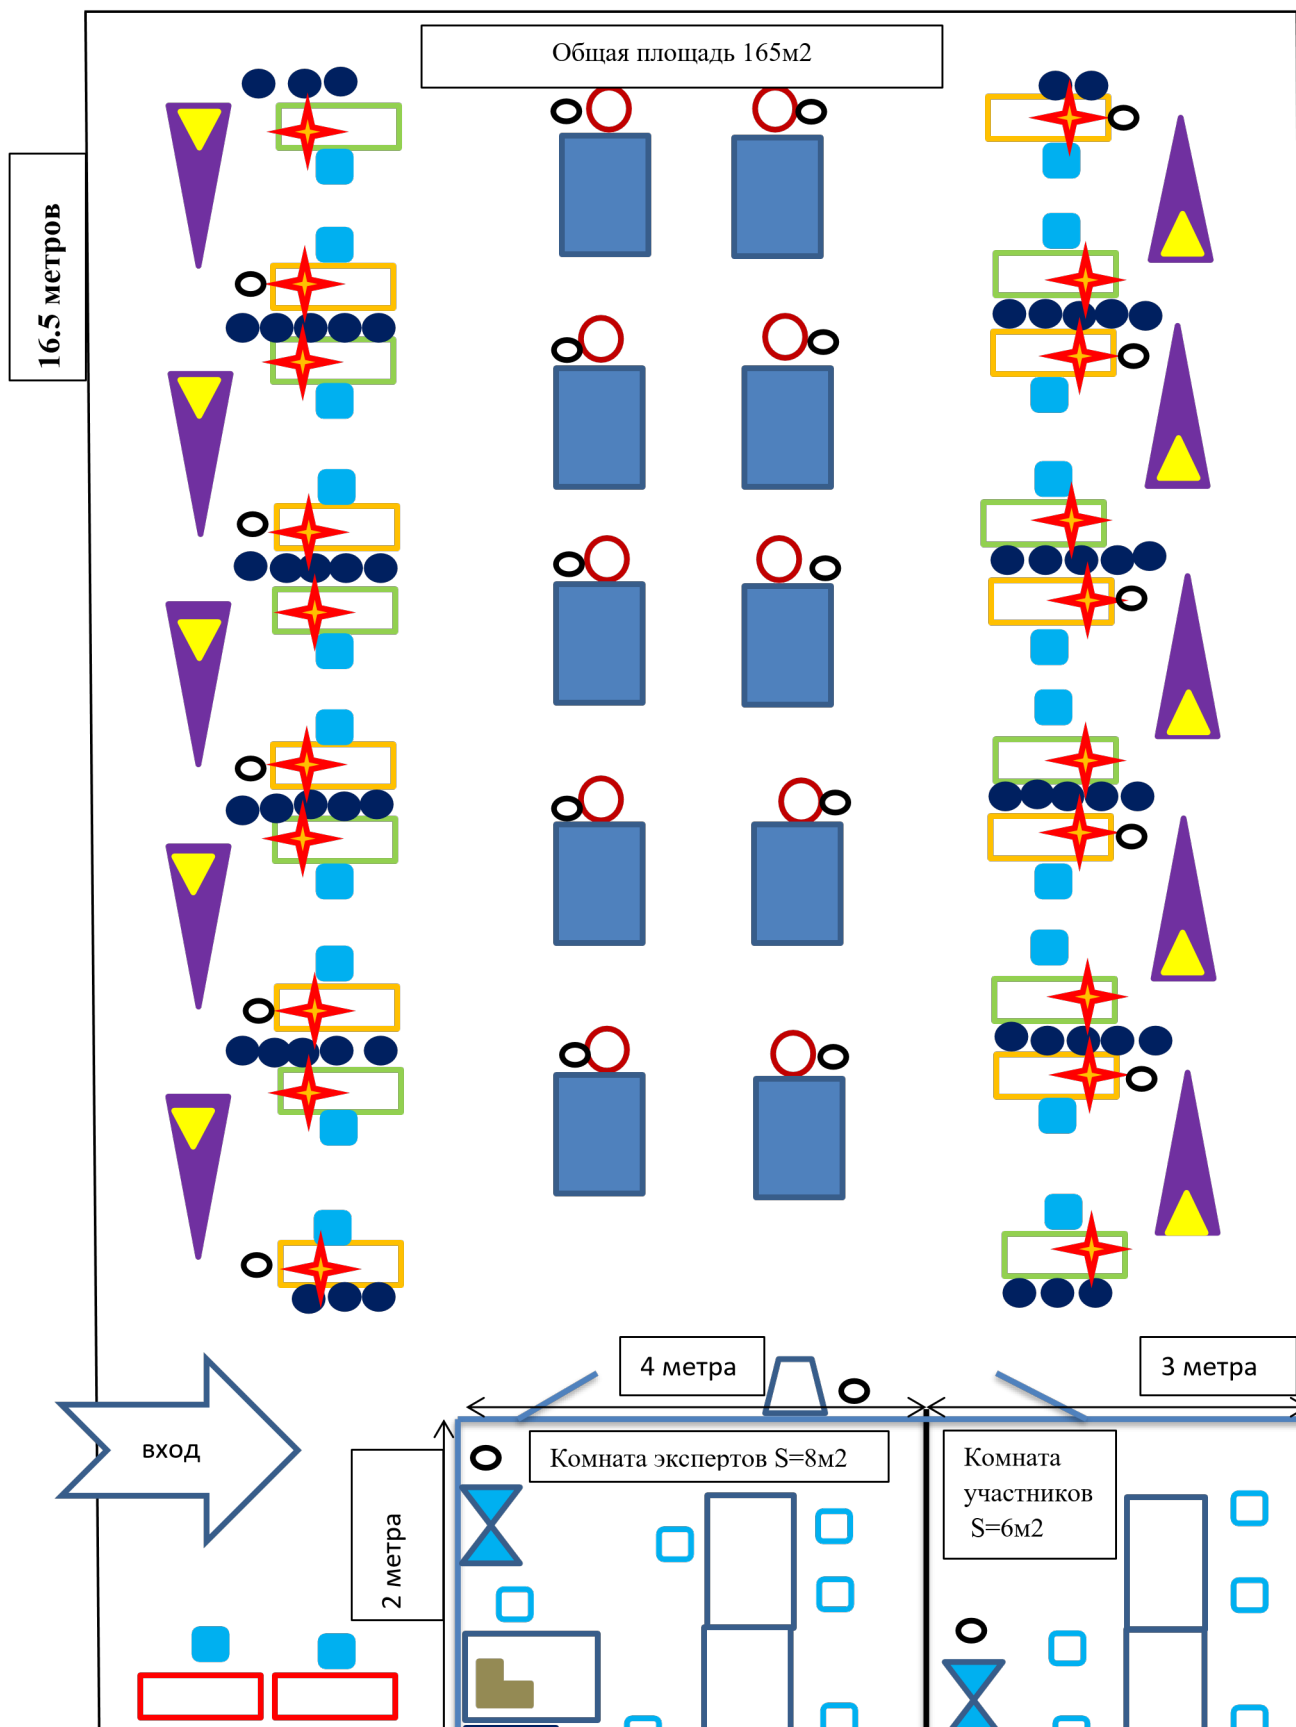 Общая площадь 165м2
16.5 метров
4 метра
3 метра
вход
Комната экспертов S=8м2
Комната
участников
S=6м2
2 метра